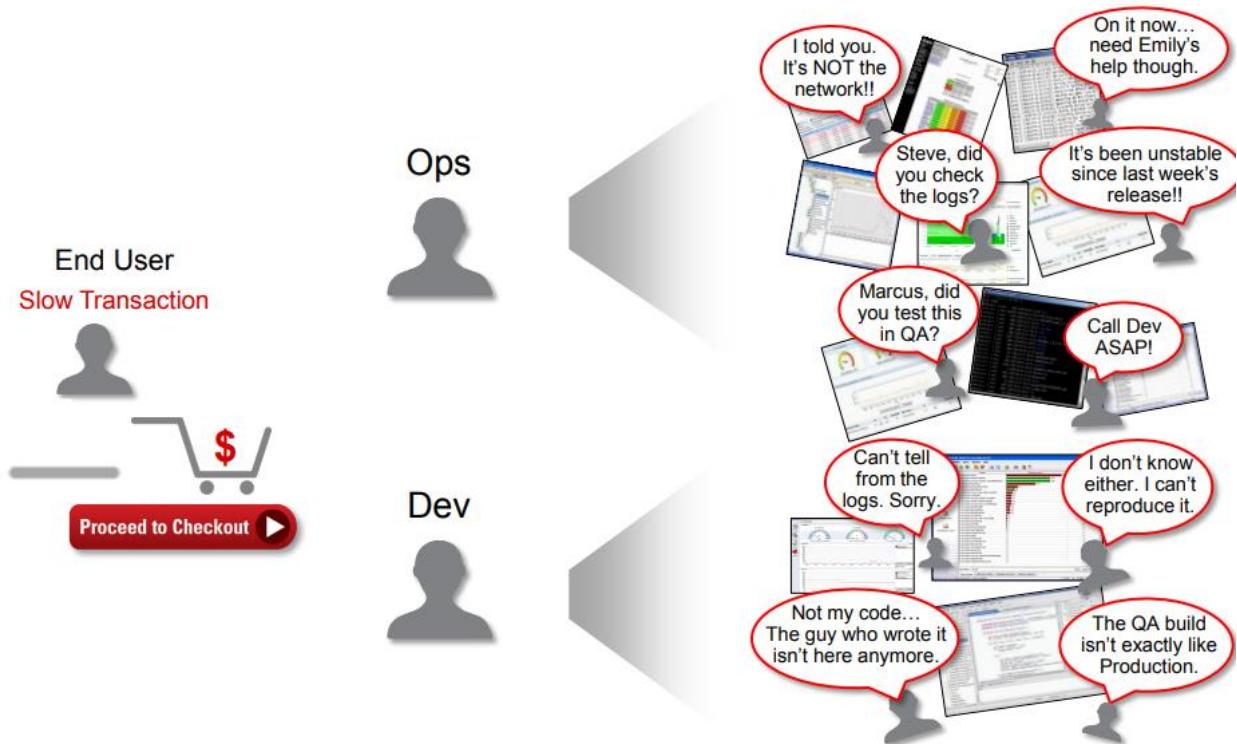 End User
Slow Transaction
$
Proceed to Checkout
Ops
I told you.
It's NOT the
network!!
On it now…
need Emily's
help though.
Steve, did
you check
the logs?
It's been unstable
since last week's
release!!
Marcus, did
you test this
in QA?
Call Dev
ASAP!
Dev
Can't tell
from the
logs. Sorry.
I don't know
either. I can't
reproduce it.
Not my code…
The guy who wrote it
isn't here anymore.
The QA build
isn't exactly like
Production.